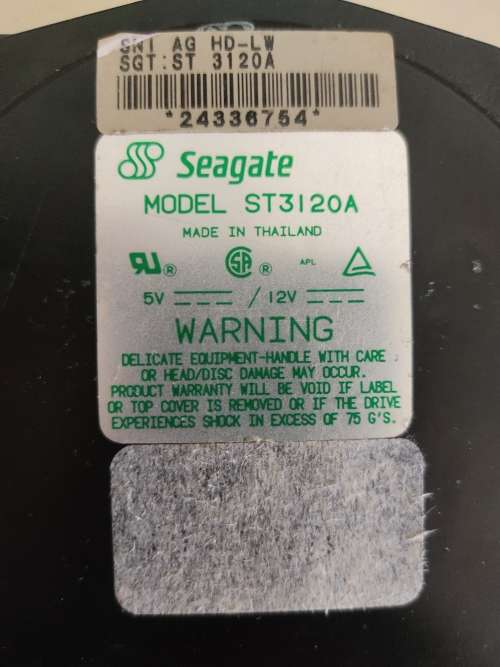 SNI AG HD-LW
SGT:ST 3120A
*24336754*
Seagate
MODEL ST3120A
MADE IN THAILAND
RU ® SP ® APL
5V / 12V
WARNING
DELICATE EQUIPMENT-HANDLE WITH CARE
OR HEAD/DISC DAMAGE MAY OCCUR.
PRODUCT WARRANTY WILL BE VOID IF LABEL
OR TOP COVER IS REMOVED OR IF THE DRIVE
EXPERIENCES SHOCK IN EXCESS OF 75 G'S.